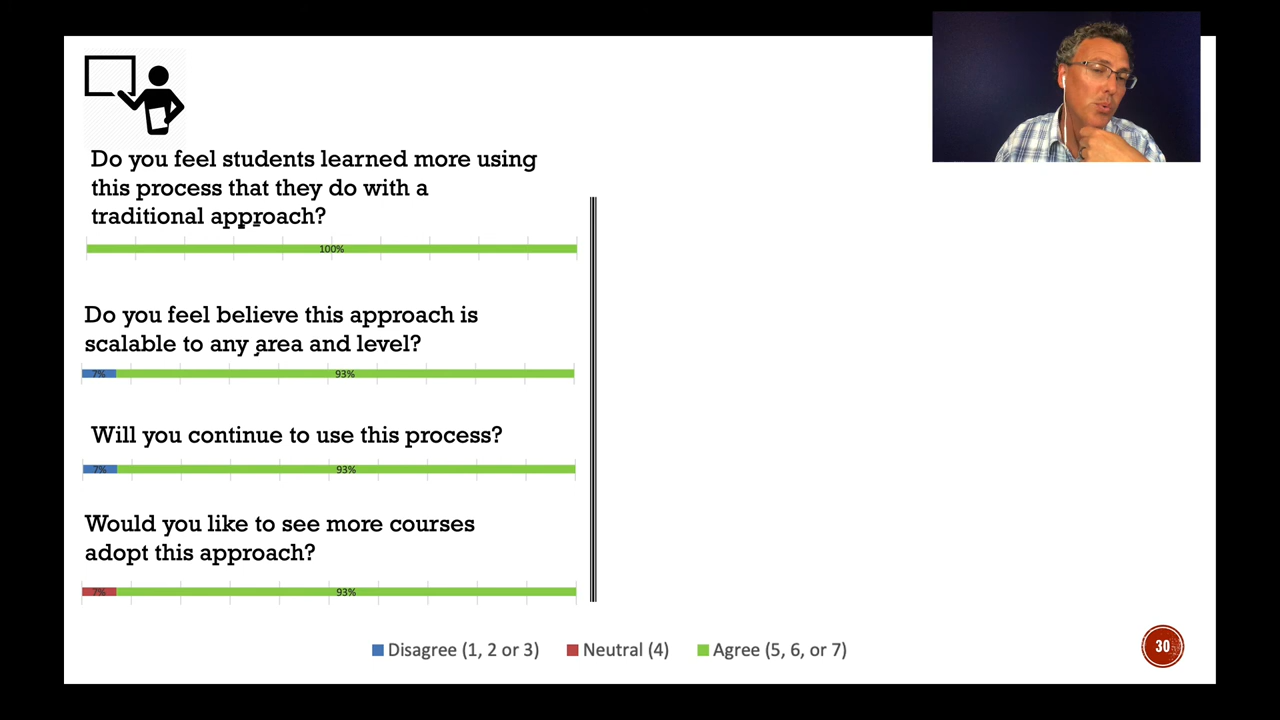 Do you feel students learned more using
this process that they do with a
traditional approach?
100%
Do you feel believe this approach is
scalable to any area and level?
7% 93%
Will you continue to use this process?
7% 93%
Would you like to see more courses
adopt this approach?
7% 93%
Disagree (1, 2 or 3) Neutral (4) Agree (5, 6, or 7)
30